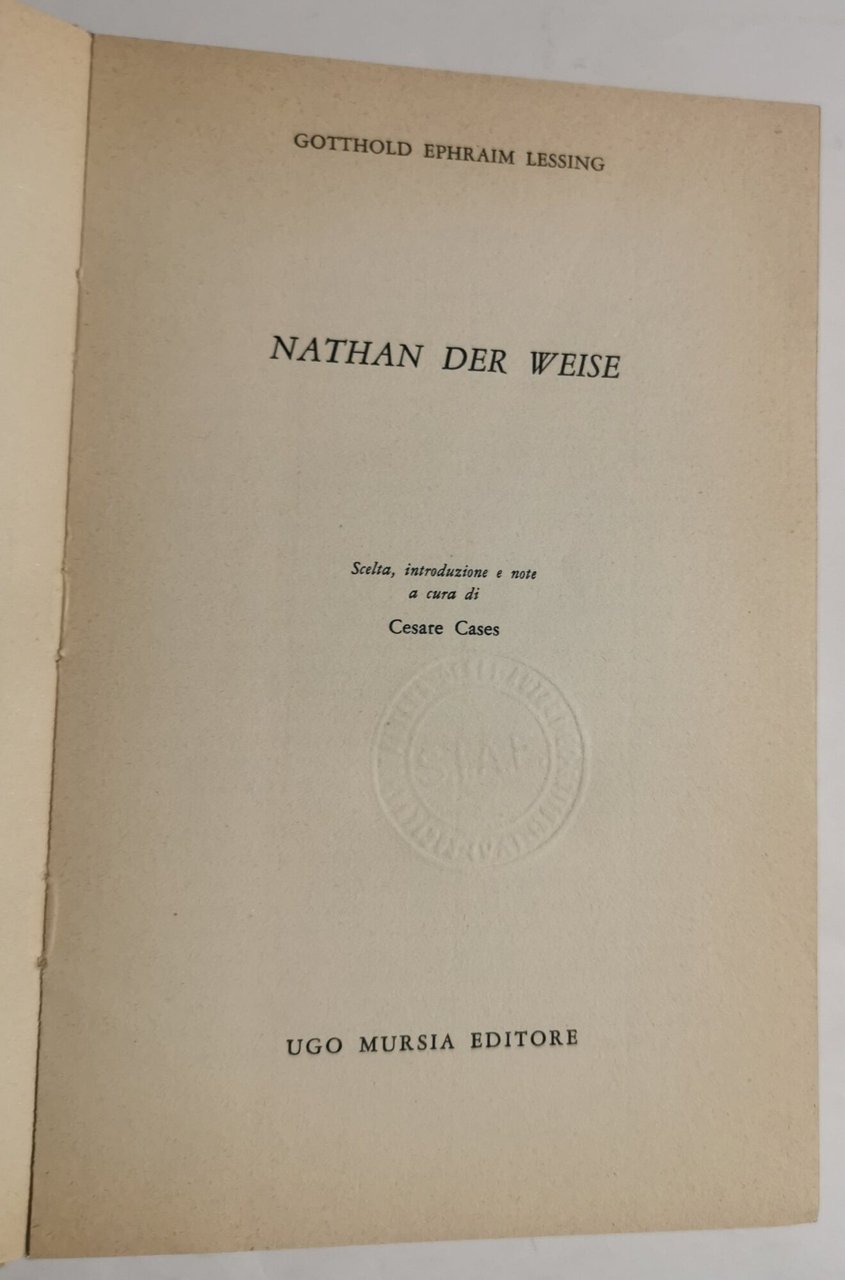 GOTTHOLD EPHRAIM LESSING
NATHAN DER WEISE
Scelta, introduzione e note
a cura di
Cesare Cases
S.I.A.E.
UGO MURSIA EDITORE